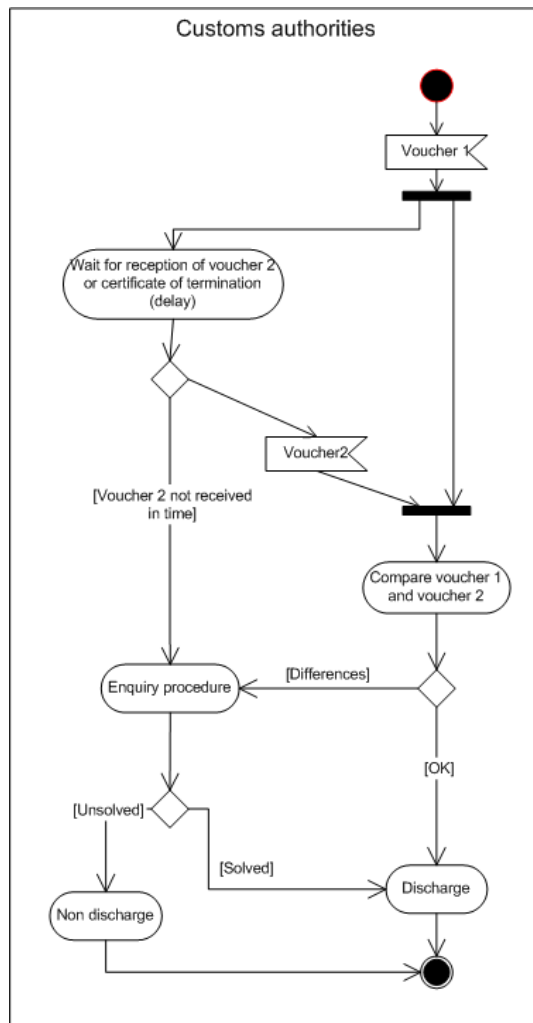 Customs authorities
Voucher 1
Wait for reception of voucher 2
or certificate of termination
(delay)
Voucher2
[Voucher 2 not received
in time]
Compare voucher 1
and voucher 2
[Differences]
Enquiry procedure
[OK]
[Unsolved]
[Solved]
Discharge
Non discharge